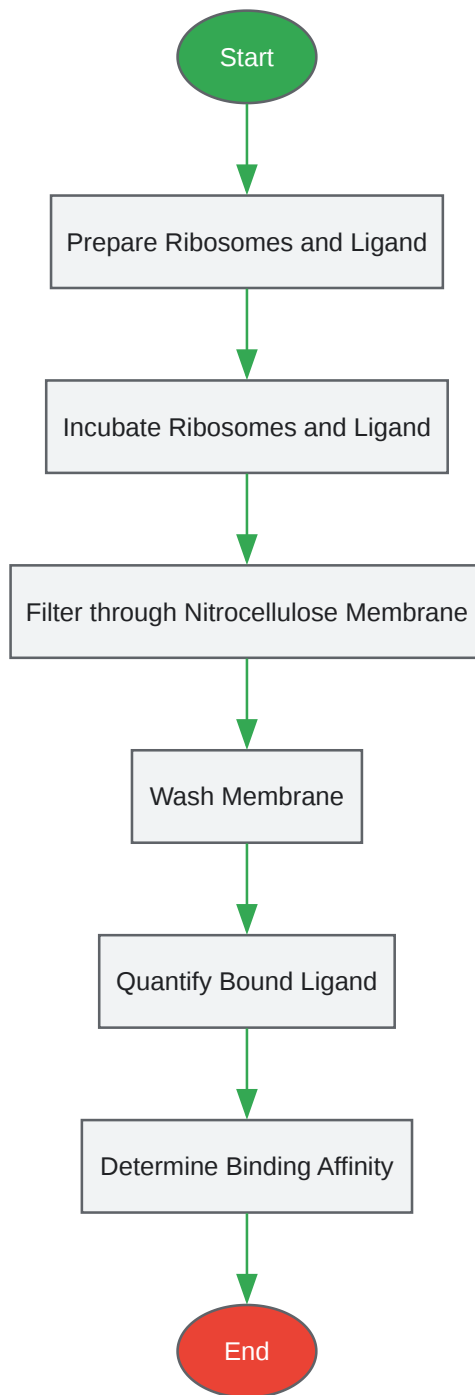 Start
Prepare Ribosomes and Ligand
Incubate Ribosomes and Ligand
Filter through Nitrocellulose Membrane
Wash Membrane
Quantify Bound Ligand
Determine Binding Affinity
End